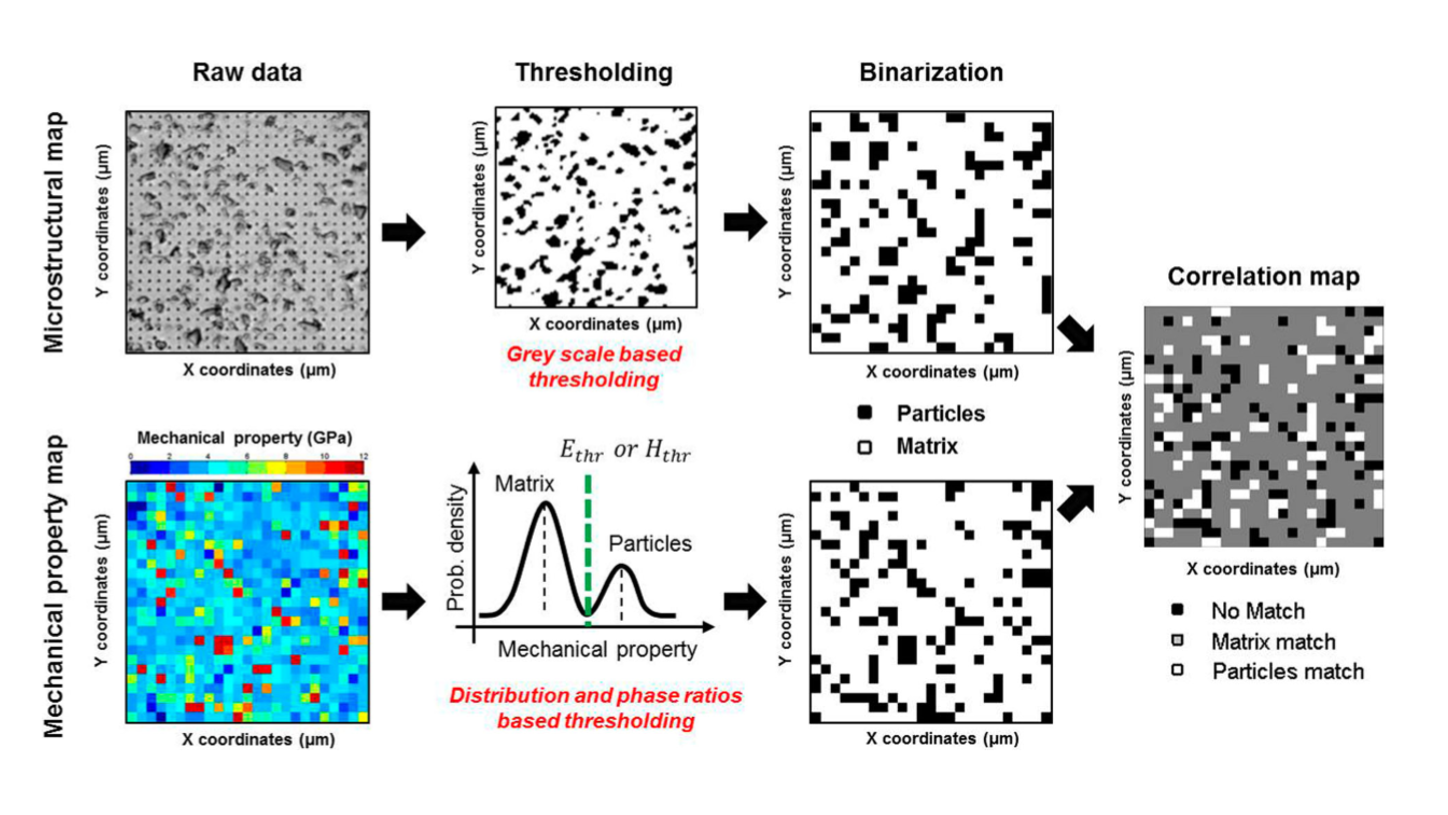 Raw data
Thresholding
Binarization
Microstructural map
Y coordinates (µm)
X coordinates (µm)
Y coordinates (µm)
X coordinates (µm)
Grey scale based
thresholding
Y coordinates (µm)
X coordinates (µm)
Particles
Matrix
Mechanical property map
Mechanical property (GPa)
0 2 4 6 8 10 12
Y coordinates (µm)
X coordinates (µm)
E_thr or H_thr
Matrix
Particles
Prob. density
Mechanical property
Distribution and phase ratios
based thresholding
Y coordinates (µm)
X coordinates (µm)
Correlation map
Y coordinates (µm)
X coordinates (µm)
No Match
Matrix match
Particles match